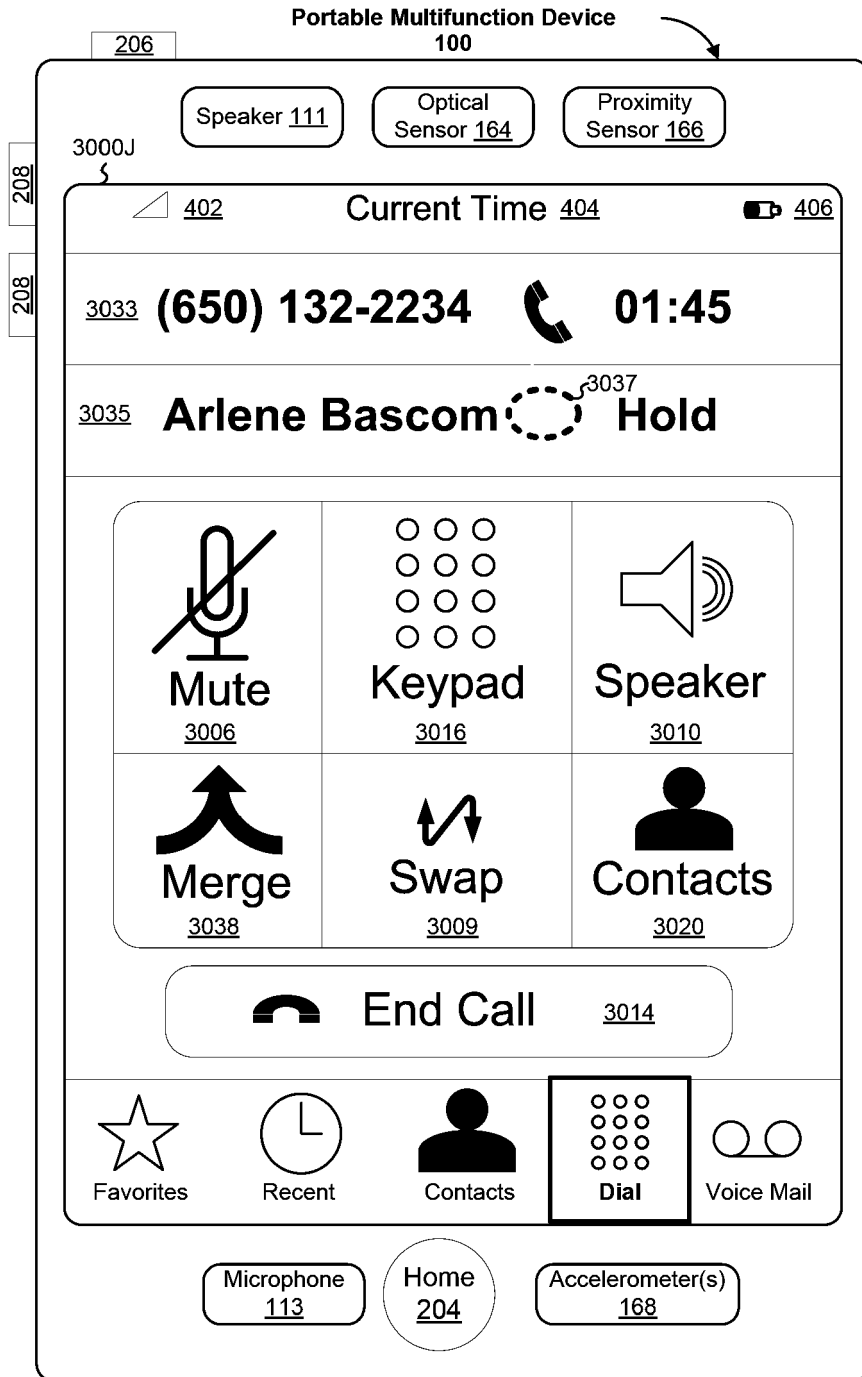 Portable Multifunction Device
100
206
Speaker 111
Optical
Sensor 164
Proximity
Sensor 166
3000J
208
208
402
Current Time 404
406
3033 (650) 132-2234 01:45
3037
3035 Arlene Bascom Hold
Mute
3006
Keypad
3016
Speaker
3010
Merge
3038
Swap
3009
Contacts
3020
End Call 3014
Favorites
Recent
Contacts
Dial
Voice Mail
Microphone
113
Home
204
Accelerometer(s)
168